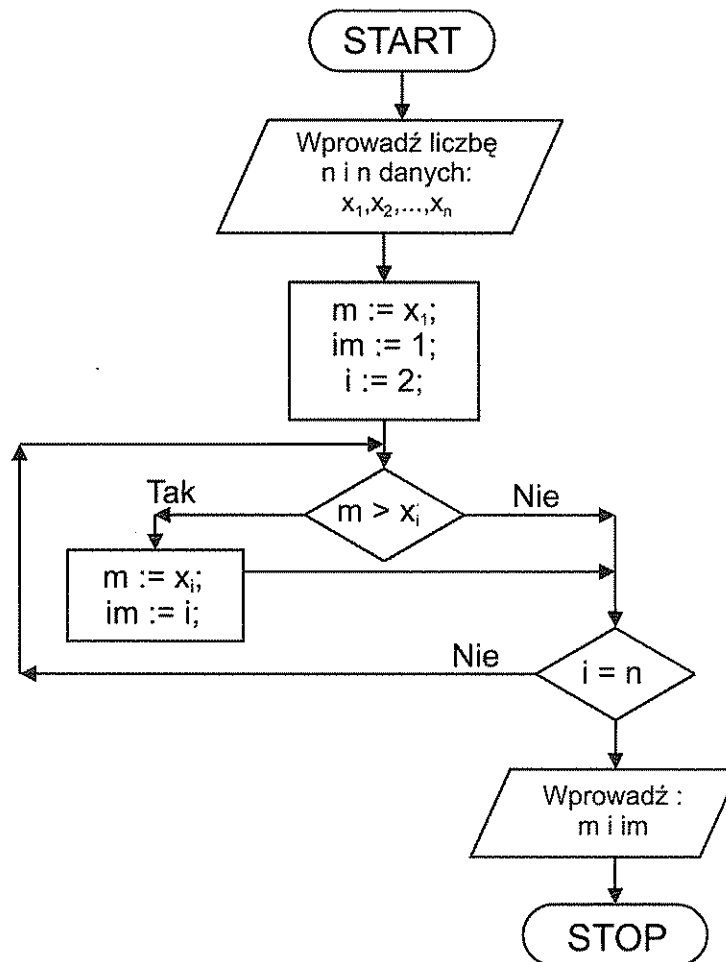 START
Wprowadź liczbę
n i n danych:
x₁,x₂,...,xₙ
m := x₁;
im := 1;
i := 2;
Tak
m > xᵢ
Nie
m := xᵢ;
im := i;
Nie
i = n
Wprowadź :
m i im
STOP